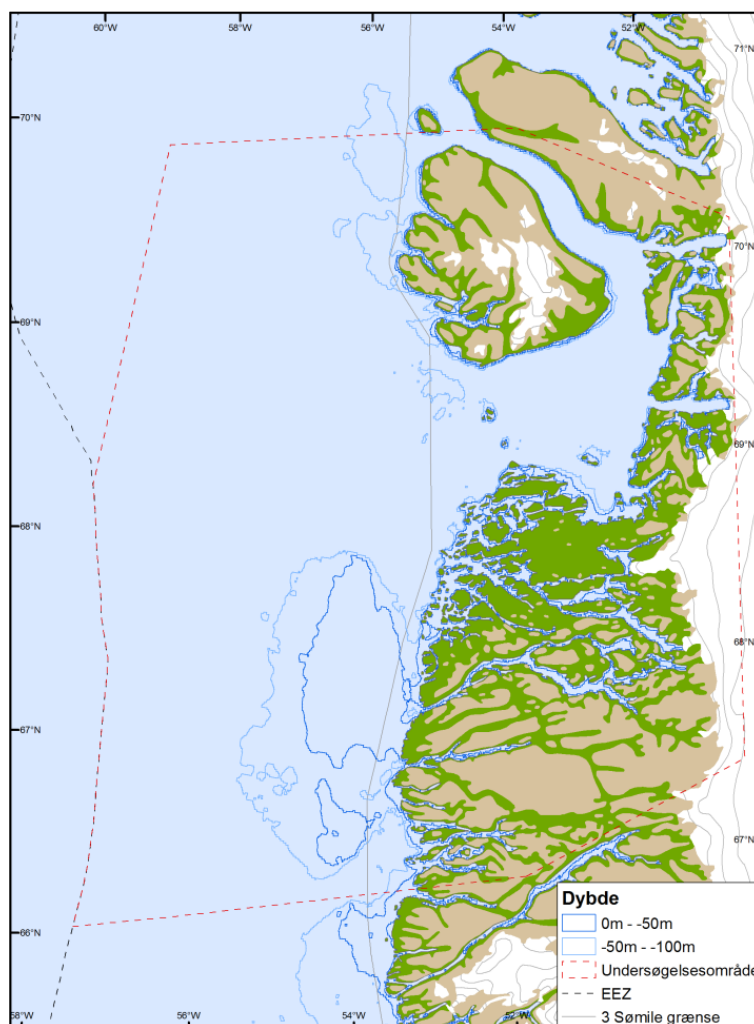 60°W
58°W
56°W
54°W
52°W
71°N
70°N
70°N
69°N
69°N
68°N
68°N
67°N
67°N
66°N
58°W
56°W
54°W
52°W
Dybde
0m - -50m
-50m - -100m
Undersøgelsesområde
EEZ
3 Sømile grænse